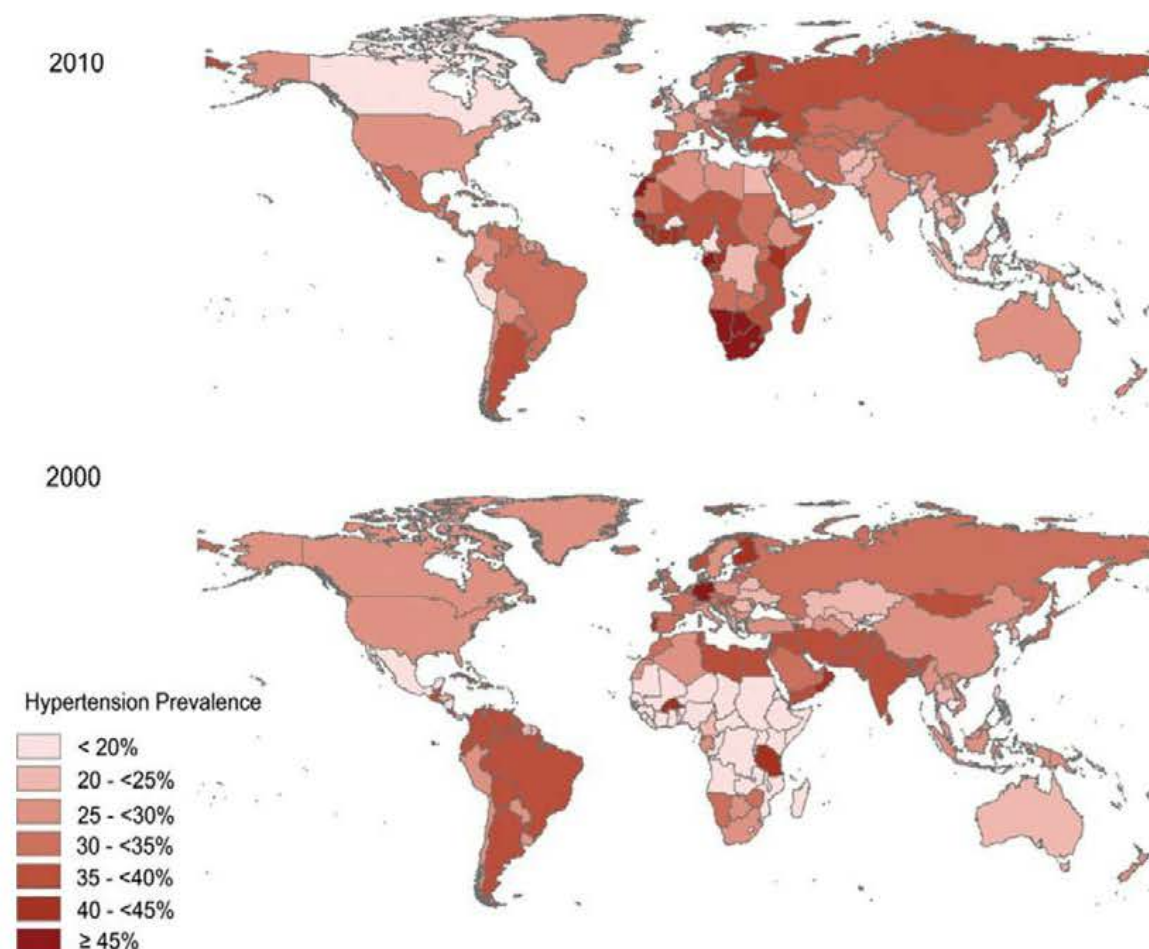 2010
2000
Hypertension Prevalence
< 20%
20 - <25%
25 - <30%
30 - <35%
35 - <40%
40 - <45%
≥ 45%